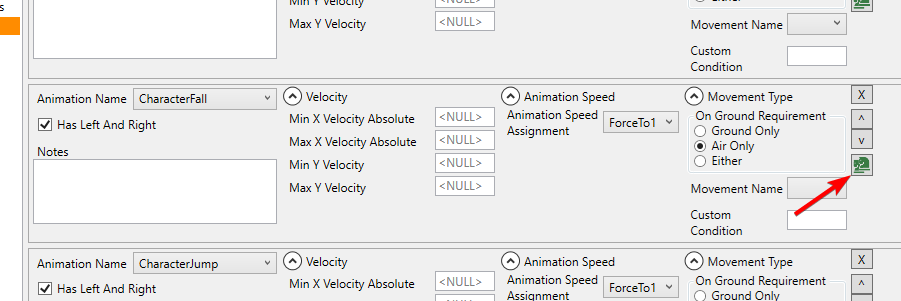 s
Min Y Velocity <NULL> Either
Max Y Velocity <NULL> Movement Name
Custom
Condition
Animation Name CharacterFall Velocity Animation Speed Movement Type X
Has Left And Right Min X Velocity Absolute <NULL> Animation Speed ForceTo1 On Ground Requirement ^
Assignment Ground Only
Notes Max X Velocity Absolute <NULL> Air Only v
Min Y Velocity <NULL> Either
Max Y Velocity <NULL> Movement Name
Custom
Condition
Animation Name CharacterJump Velocity Animation Speed Movement Type X
Has Left And Right Min X Velocity Absolute <NULL> Animation Speed ForceTo1 On Ground Requirement ^
Assignment Ground Only